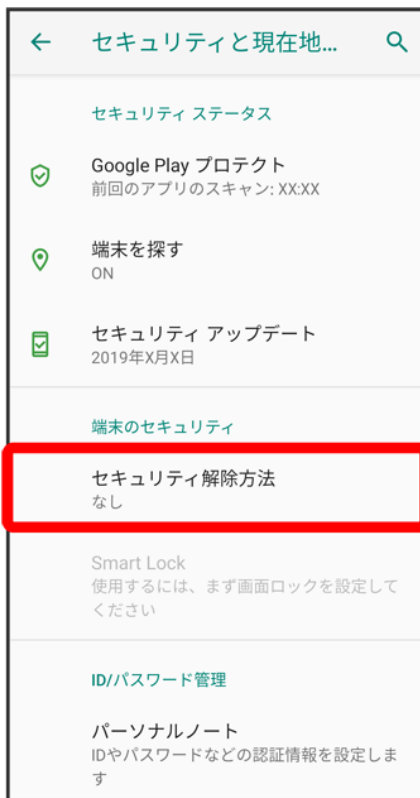 セキュリティと現在地...
セキュリティ ステータス
Google Play プロテクト
前回のアプリのスキャン: XX:XX
端末を探す
ON
セキュリティ アップデート
2019年X月X日
端末のセキュリティ
セキュリティ解除方法
なし
Smart Lock
使用するには、まず画面ロックを設定して
ください
ID/パスワード管理
パーソナルノート
IDやパスワードなどの認証情報を設定しま
す